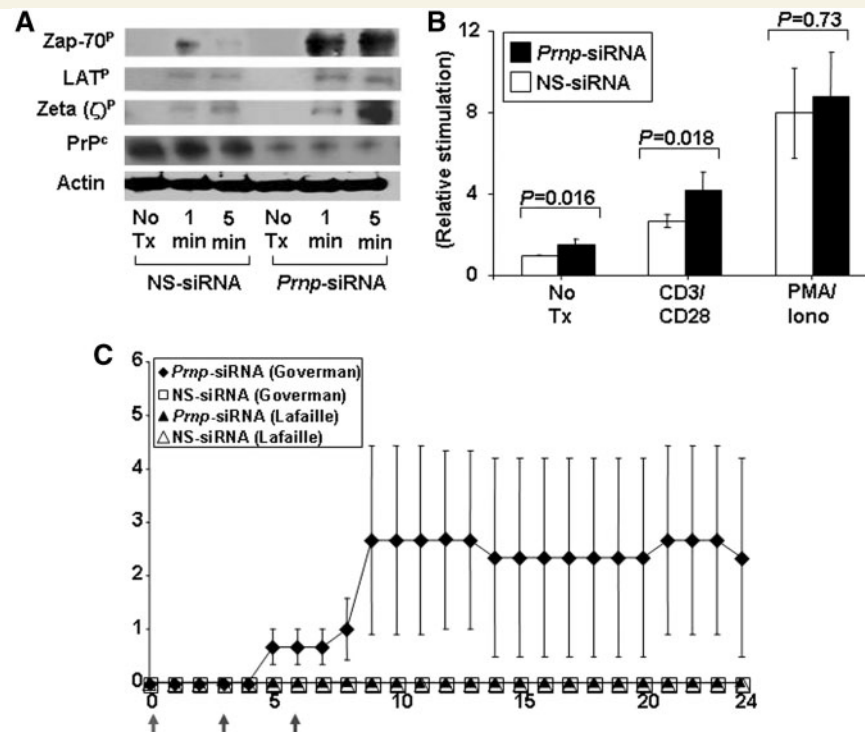 A
Zap-70ᴾ
LATᴾ
Zeta (ζ)ᴾ
PrPᶜ
Actin
No 1 5 No 1 5
Tx min min Tx min min
NS-siRNA Prnp-siRNA
B
(Relative stimulation)
12
8
4
0
Prnp-siRNA
NS-siRNA
P=0.016
P=0.018
P=0.73
No CD3/ PMA/
Tx CD28 Iono
C
6
5
4
3
2
1
0
Prnp-siRNA (Goverman)
NS-siRNA (Goverman)
Prnp-siRNA (Lafaille)
NS-siRNA (Lafaille)
0 5 10 15 20 24